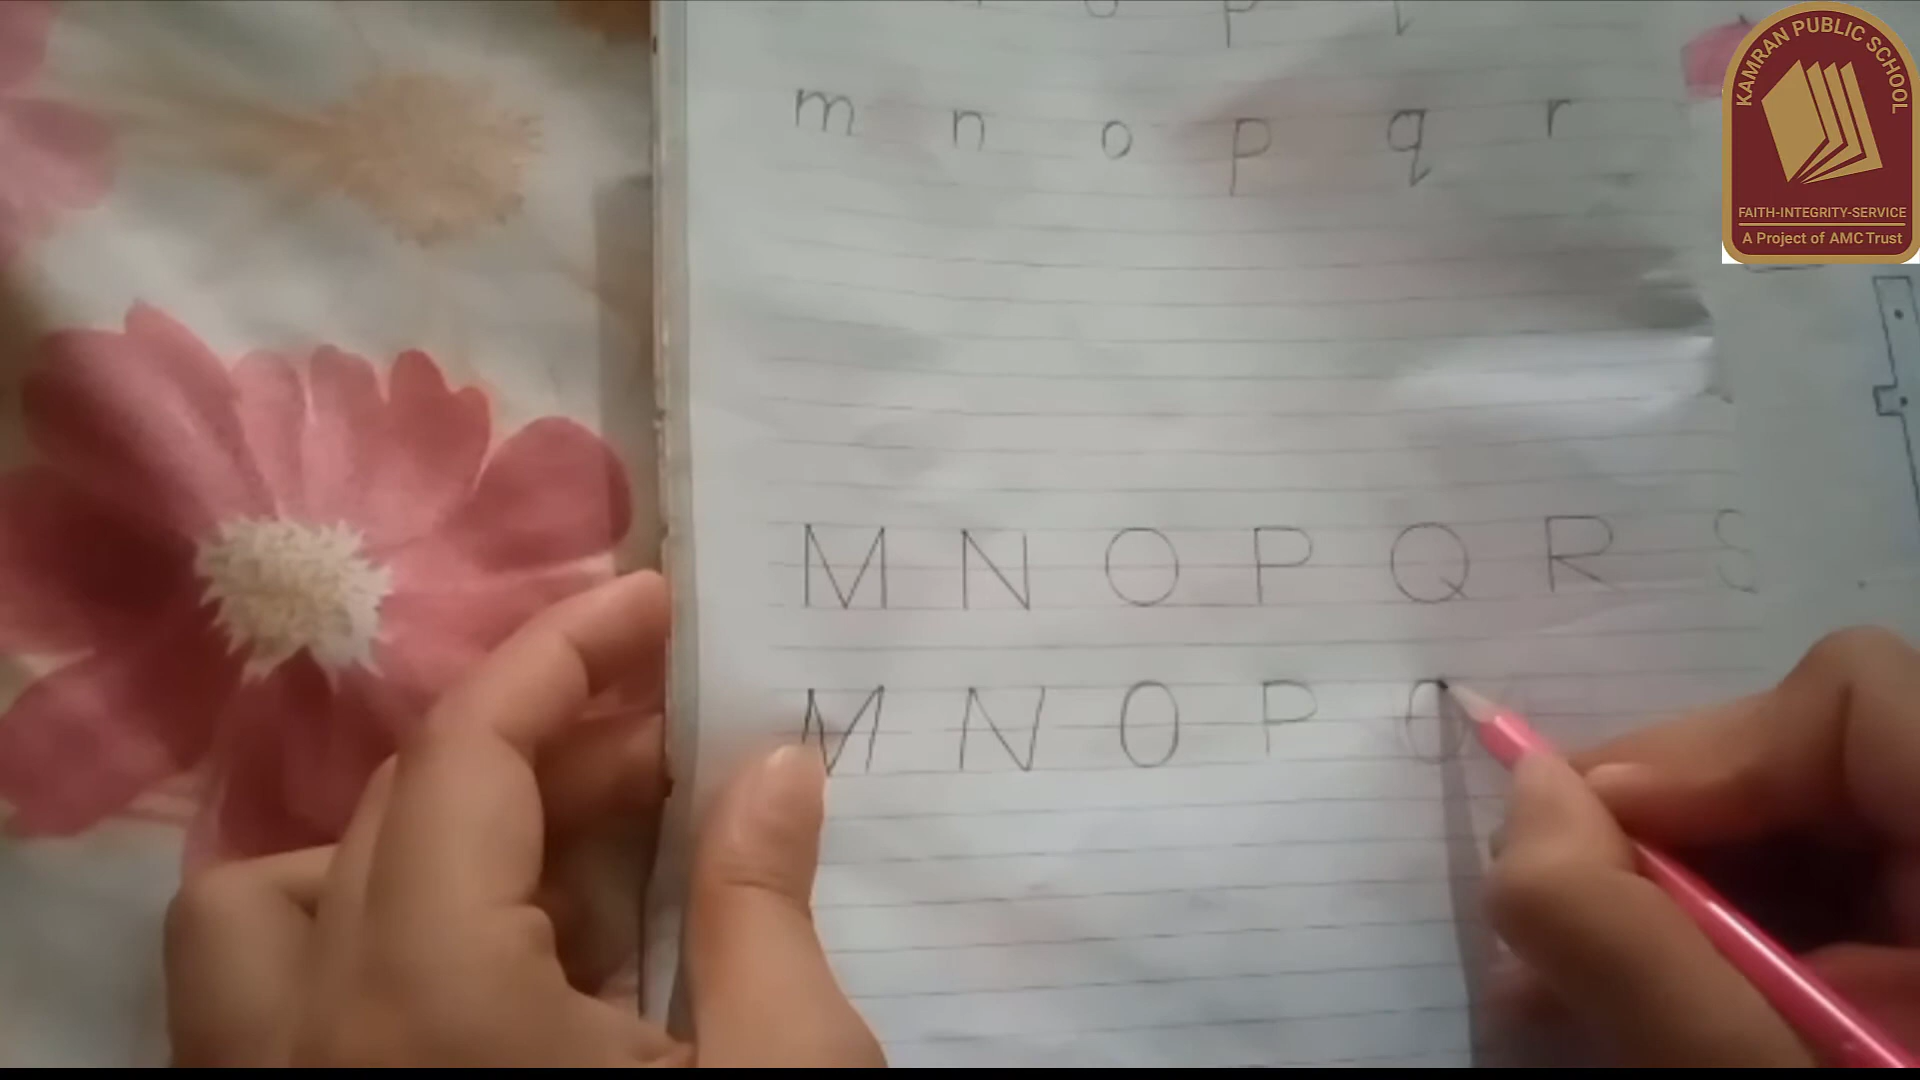 o p q
m n o p q r
M N O P Q R S
M N O P O
KAMRAN PUBLIC SCHOOL
FAITH-INTEGRITY-SERVICE
A Project of AMC Trust